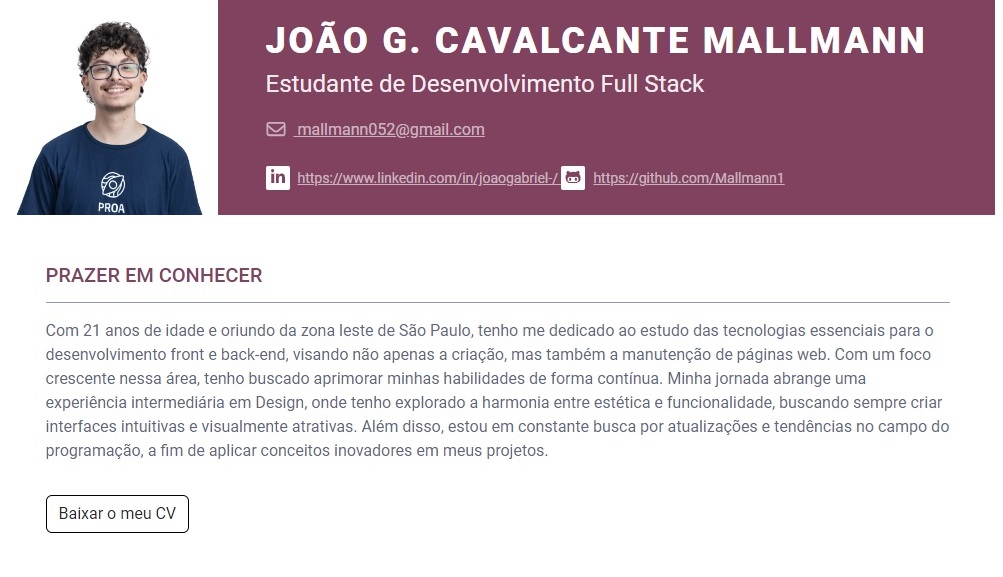 JOÃO G. CAVALCANTE MALLMANN
Estudante de Desenvolvimento Full Stack
mallmann052@gmail.com
in https://www.linkedin.com/in/joaogabriel-/ https://github.com/Mallmann1
PROA
PRAZER EM CONHECER
Com 21 anos de idade e oriundo da zona leste de São Paulo, tenho me dedicado ao estudo das tecnologias essenciais para o
desenvolvimento front e back-end, visando não apenas a criação, mas também a manutenção de páginas web. Com um foco
crescente nessa área, tenho buscado aprimorar minhas habilidades de forma contínua. Minha jornada abrange uma
experiência intermediária em Design, onde tenho explorado a harmonia entre estética e funcionalidade, buscando sempre criar
interfaces intuitivas e visualmente atrativas. Além disso, estou em constante busca por atualizações e tendências no campo do
programação, a fim de aplicar conceitos inovadores em meus projetos.
Baixar o meu CV